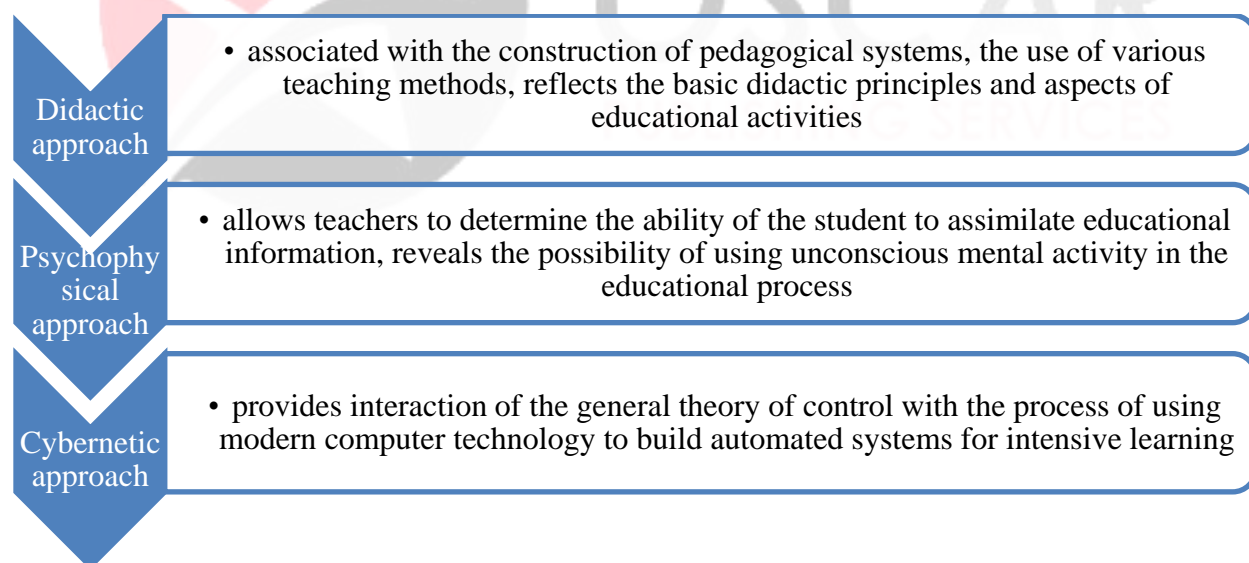 Didactic
approach
• associated with the construction of pedagogical systems, the use of various
teaching methods, reflects the basic didactic principles and aspects of
educational activities
Psychophy
sical
approach
• allows teachers to determine the ability of the student to assimilate educational
information, reveals the possibility of using unconscious mental activity in the
educational process
Cybernetic
approach
• provides interaction of the general theory of control with the process of using
modern computer technology to build automated systems for intensive learning
SERVICES